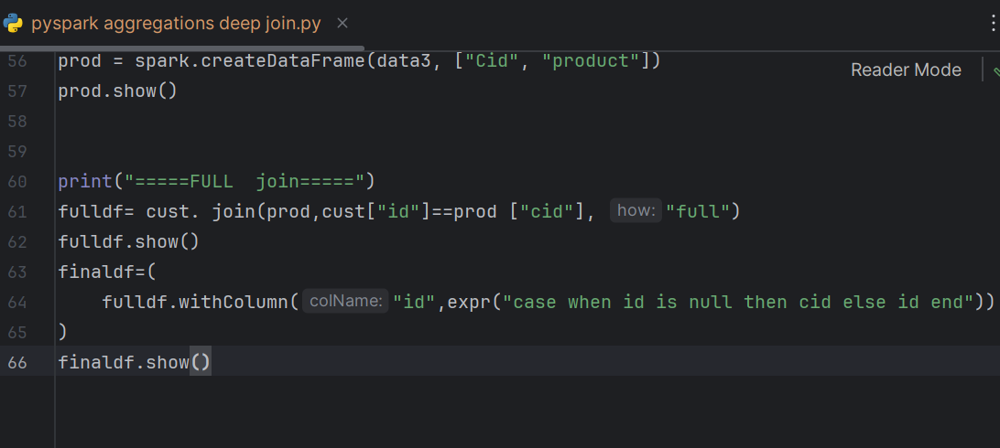 pyspark aggregations deep join.py
Reader Mode
56 prod = spark.createDataFrame(data3, ["Cid", "product"])
57 prod.show()
58
59
60 print("=====FULL  join=====")
61 fulldf= cust. join(prod,cust["id"]==prod ["cid"], how: "full")
62 fulldf.show()
63 finaldf=(
64     fulldf.withColumn( colName: "id",expr("case when id is null then cid else id end"))
65 )
66 finaldf.show()